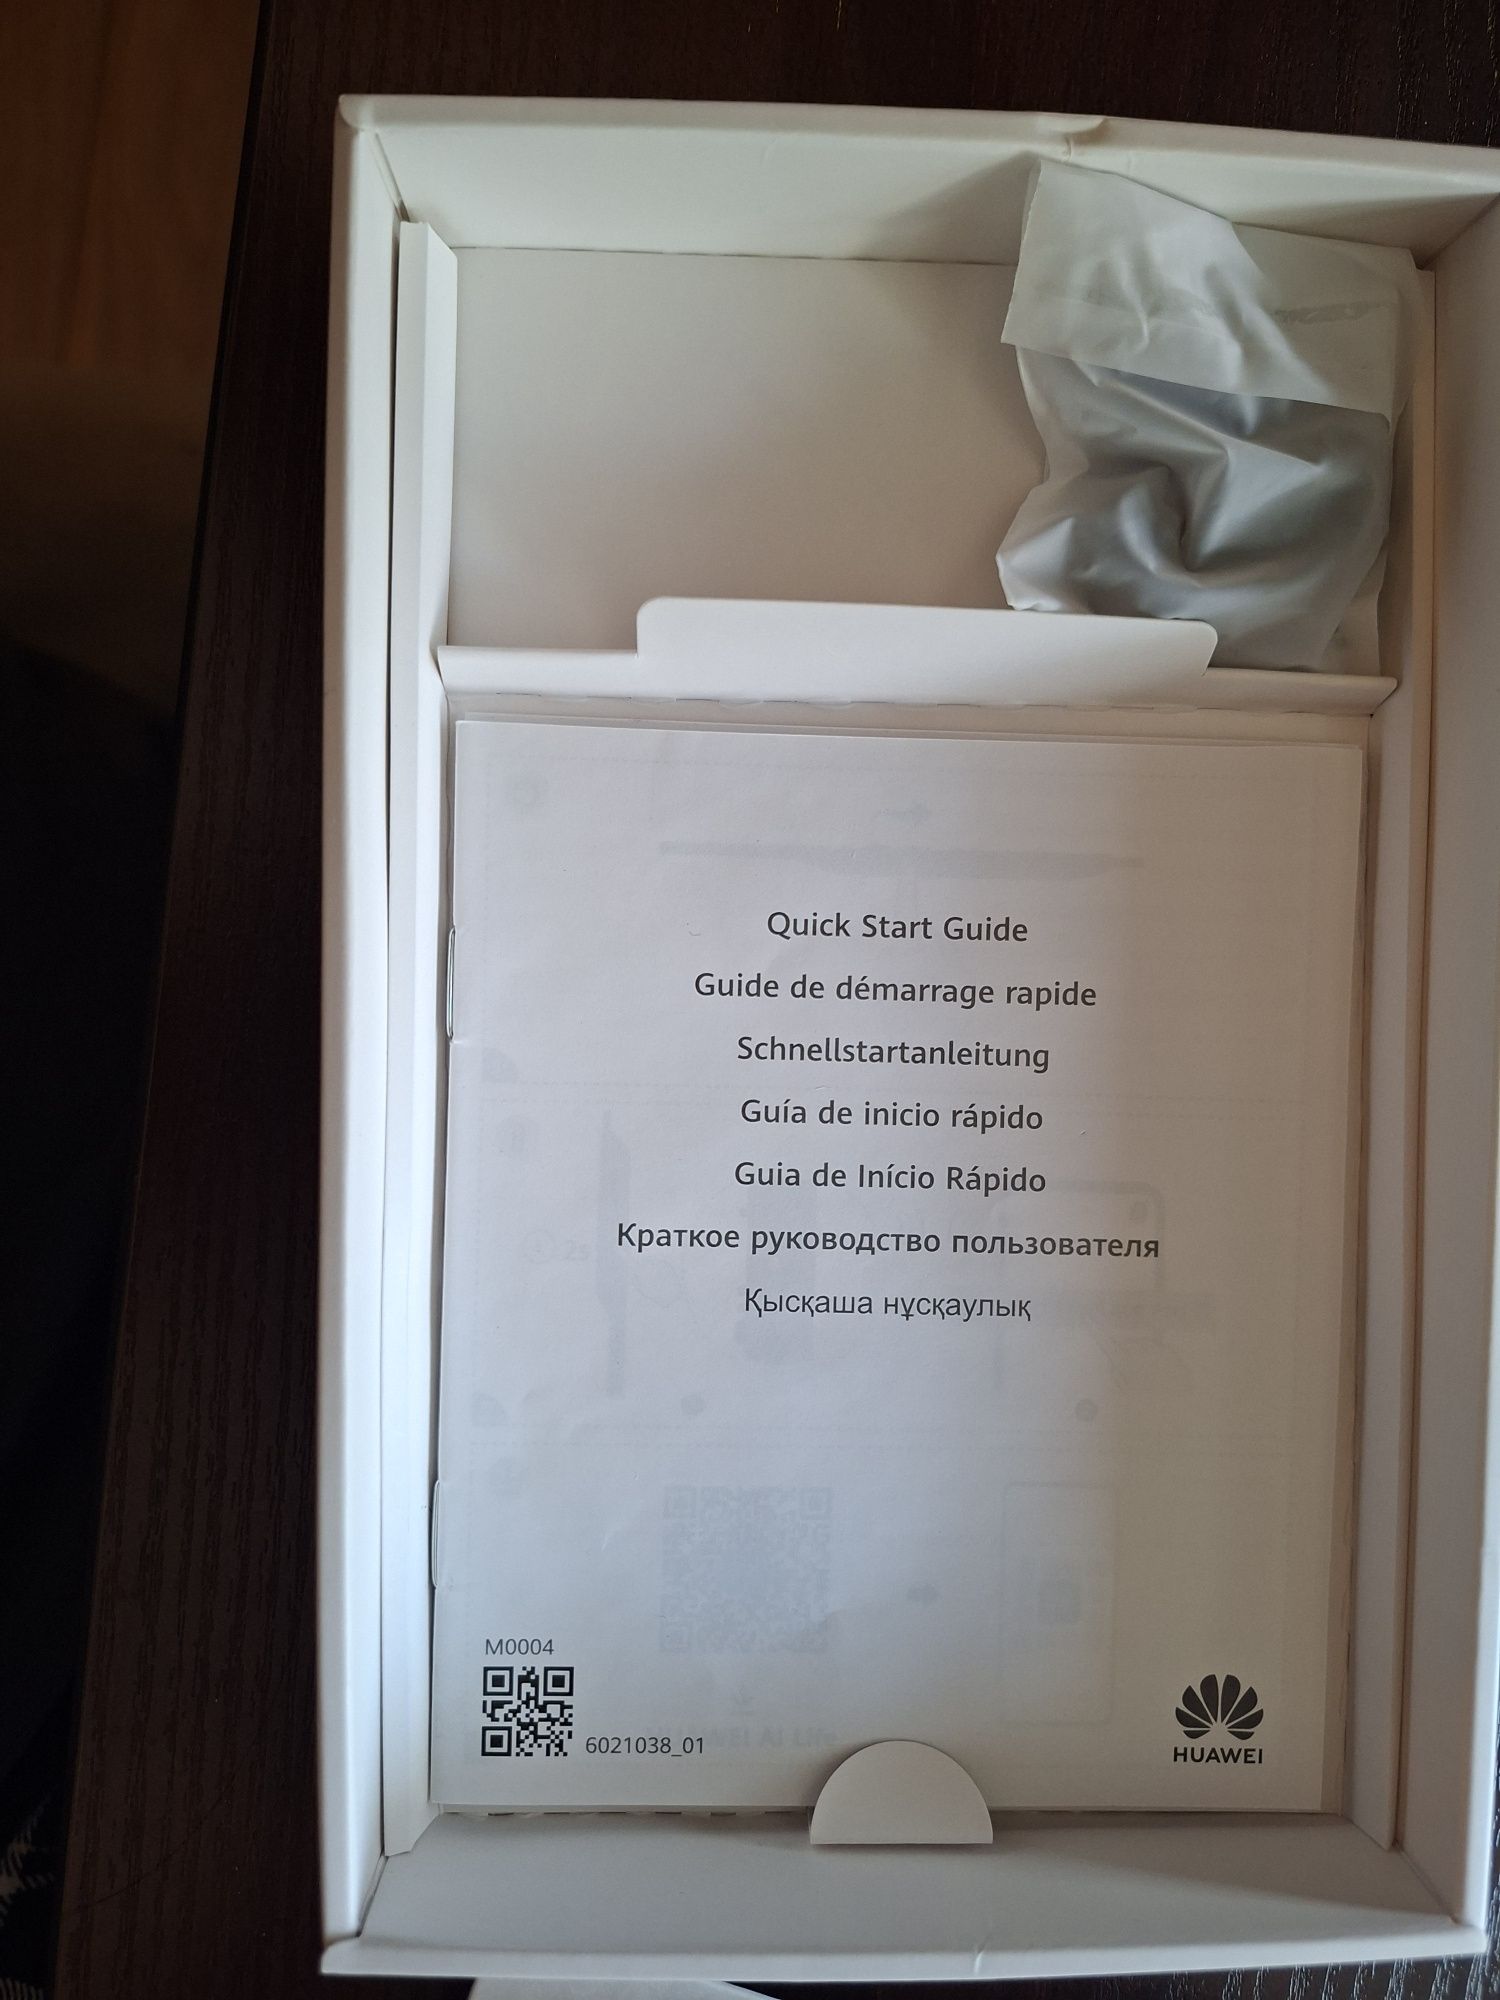 Quick Start Guide
Guide de démarrage rapide
Schnellstartanleitung
Guía de inicio rápido
Guia de Início Rápido
Краткое руководство пользователя
Қысқаша нұсқаулық
M0004
6021038_01
HUAWEI